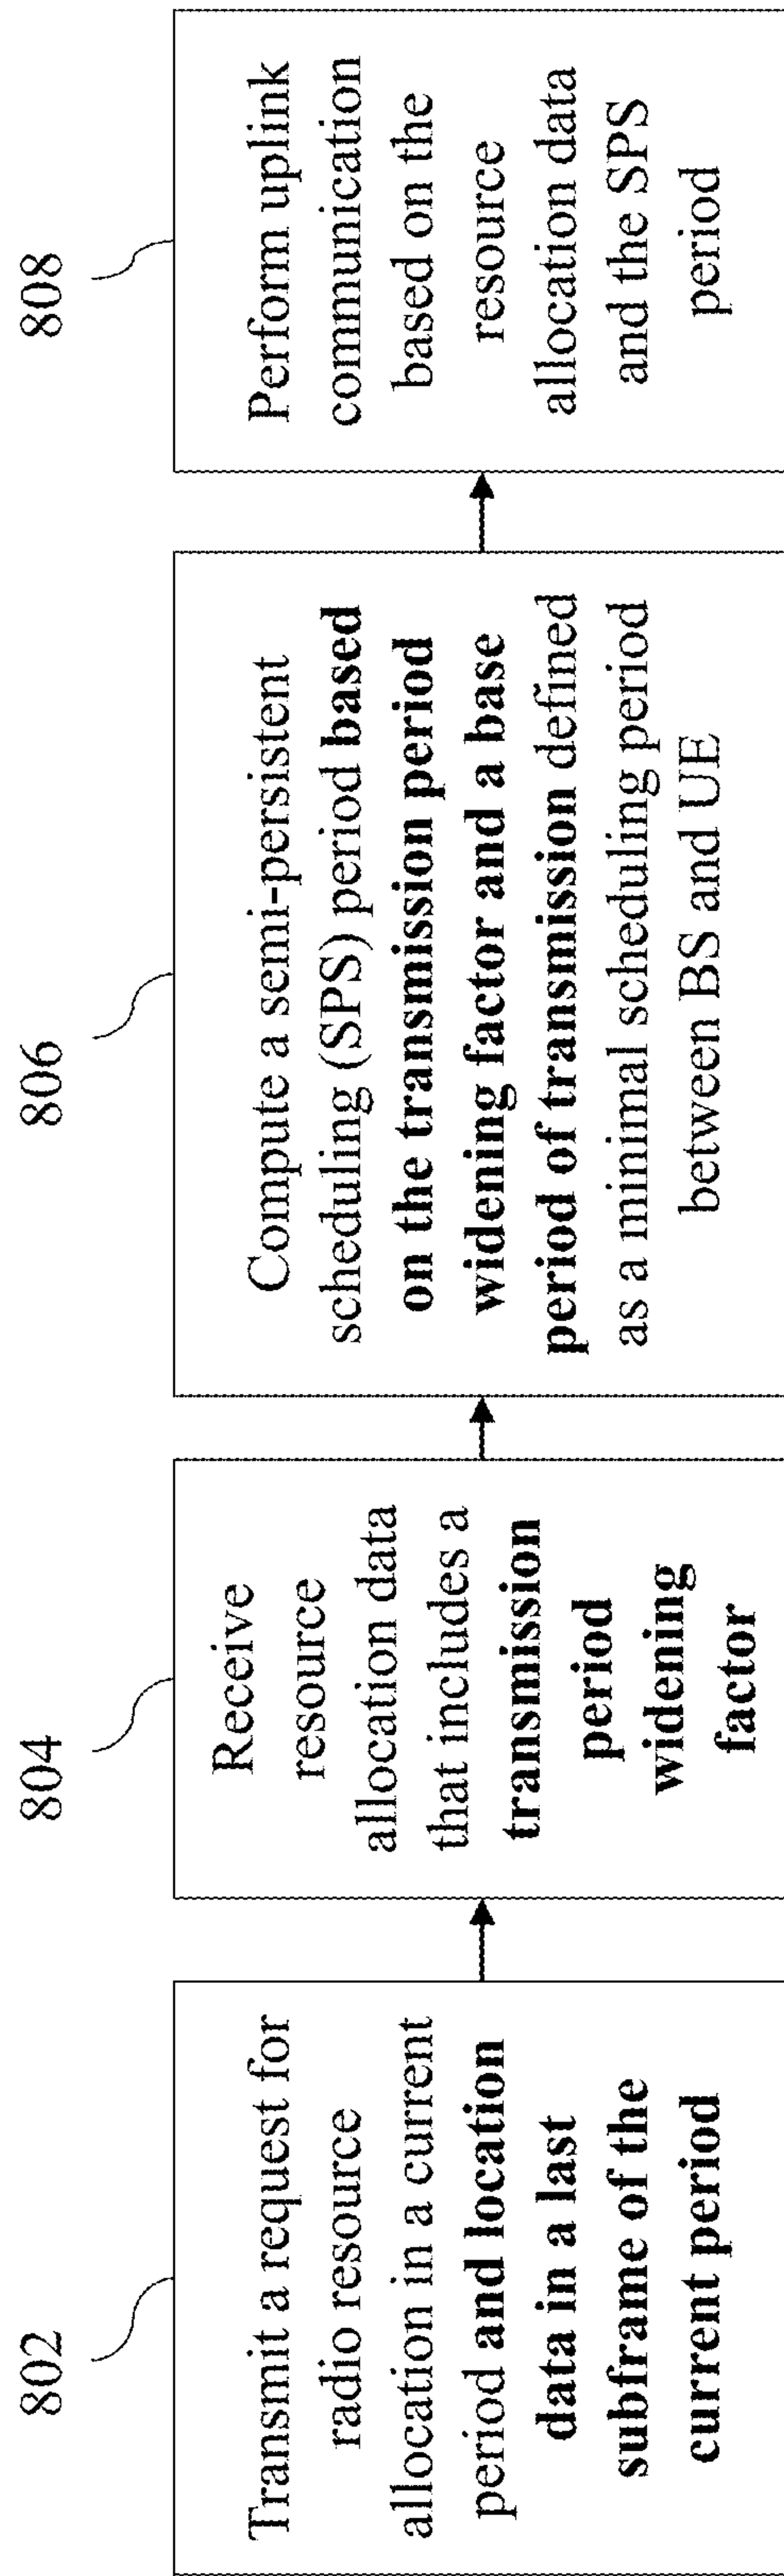 802
Transmit a request for
radio resource
allocation in a current
period and location
data in a last
subframe of the
current period
804
Receive
resource
allocation data
that includes a
transmission
period
widening
factor
806
Compute a semi-persistent
scheduling (SPS) period based
on the transmission period
widening factor and a base
period of transmission defined
as a minimal scheduling period
between BS and UE
808
Perform uplink
communication
based on the
resource
allocation data
and the SPS
period